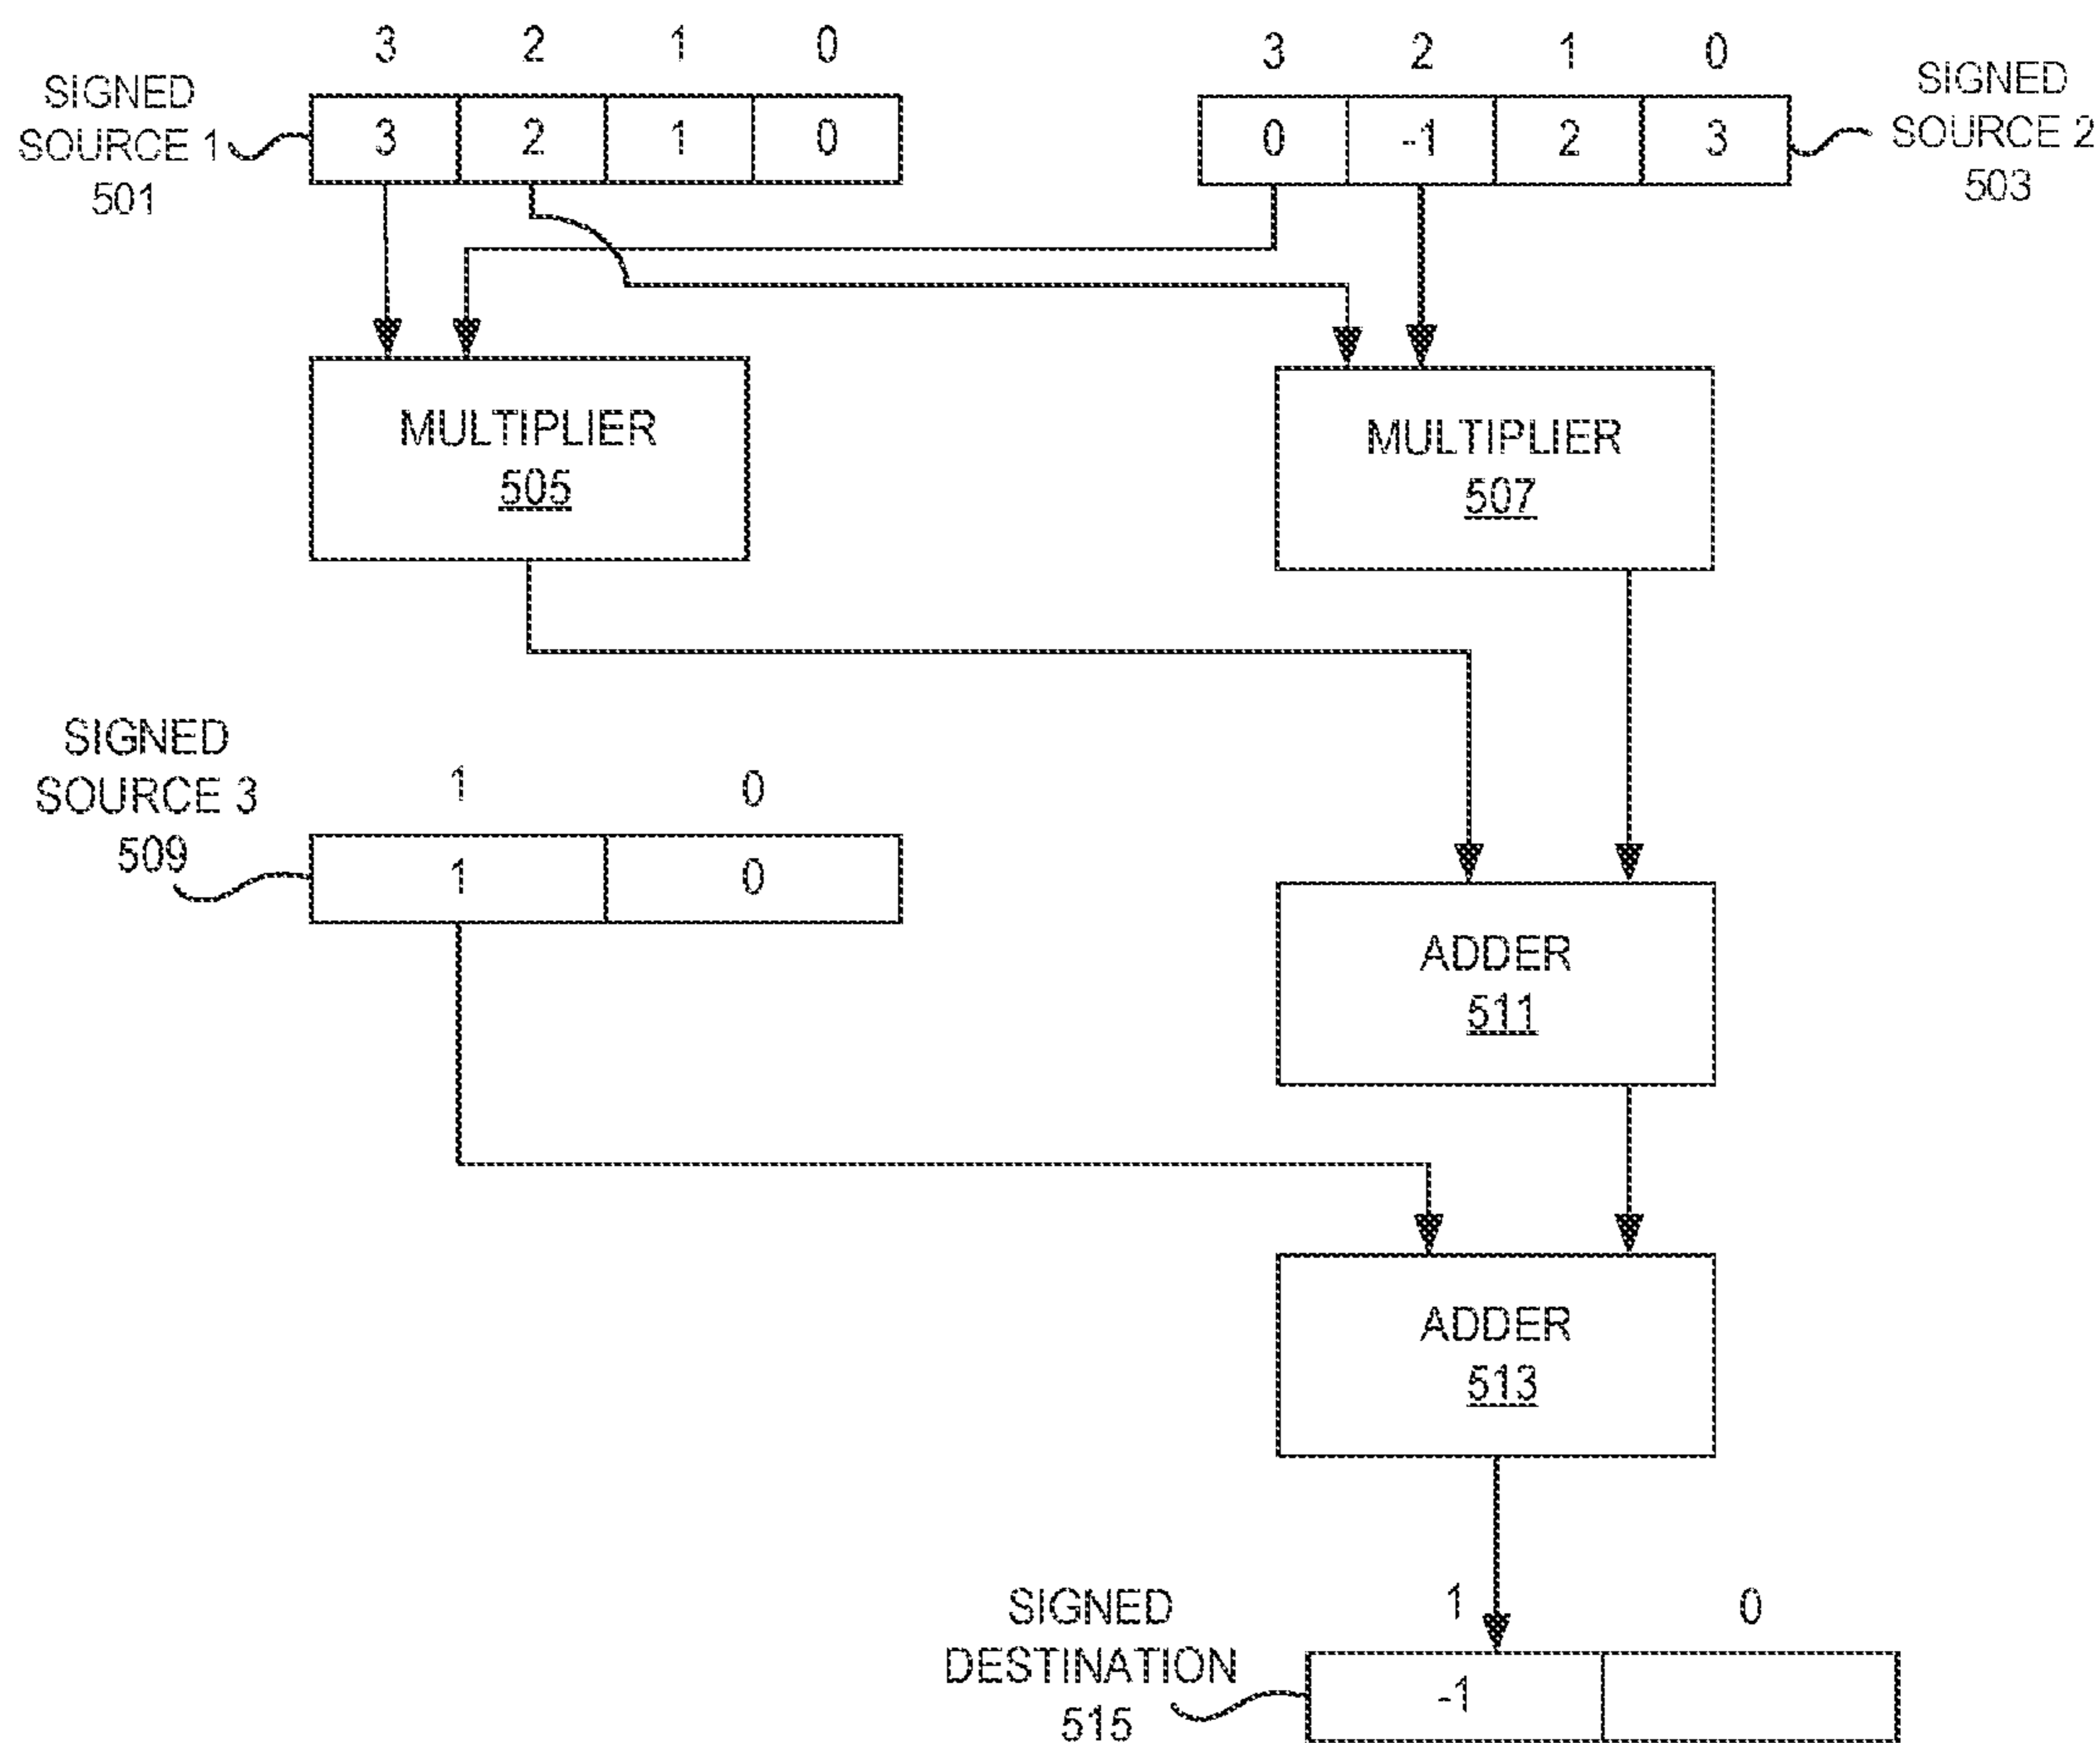 3 2 1 0
3 2 1 0
SIGNED
SOURCE 1
501
3 2 1 0
0 -1 2 3
SIGNED
SOURCE 2
503
MULTIPLIER
505
MULTIPLIER
507
SIGNED
SOURCE 3
509
1 0
1 0
ADDER
511
ADDER
513
SIGNED
DESTINATION
515
1 0
-1